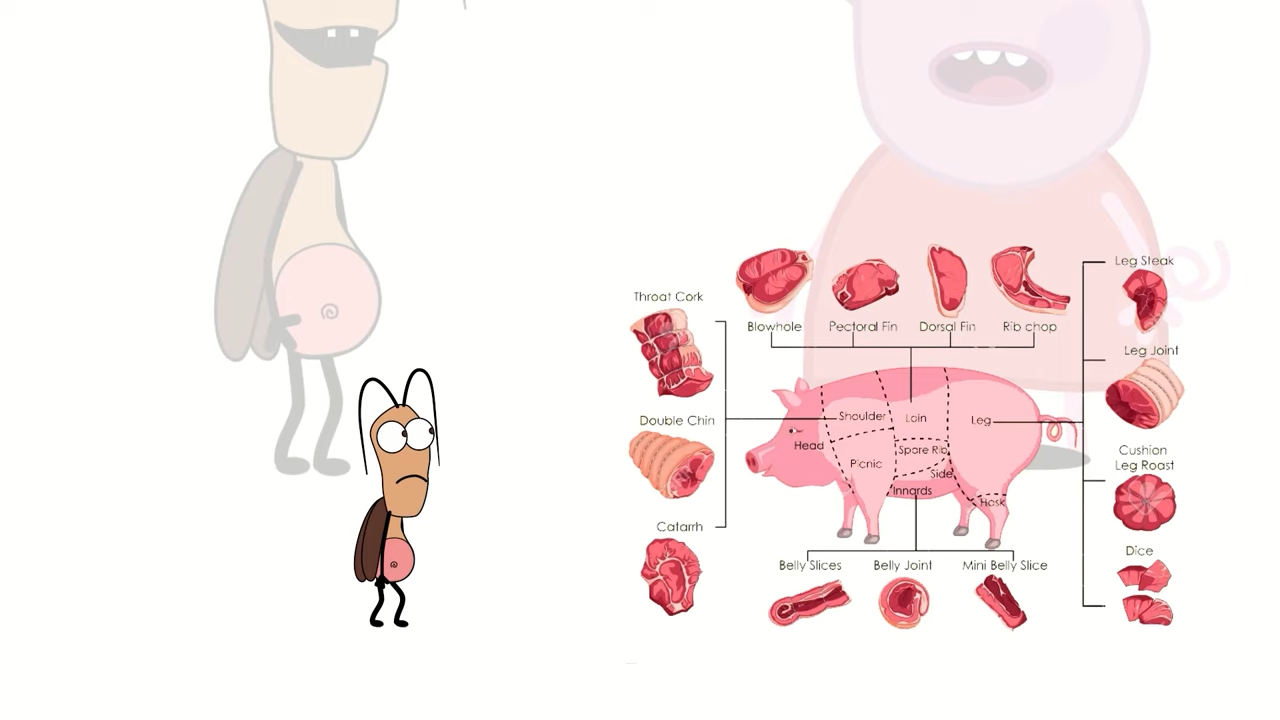 Throat Cork
Double Chin
Catarrh
Blowhole
Pectoral Fin
Dorsal Fin
Rib chop
Leg Steak
Leg Joint
Cushion
Leg Roast
Dice
Head
Shoulder
Loin
Leg
Picnic
Spare Rib
Side
Innards
Hosk
Belly Slices
Belly Joint
Mini Belly Slice